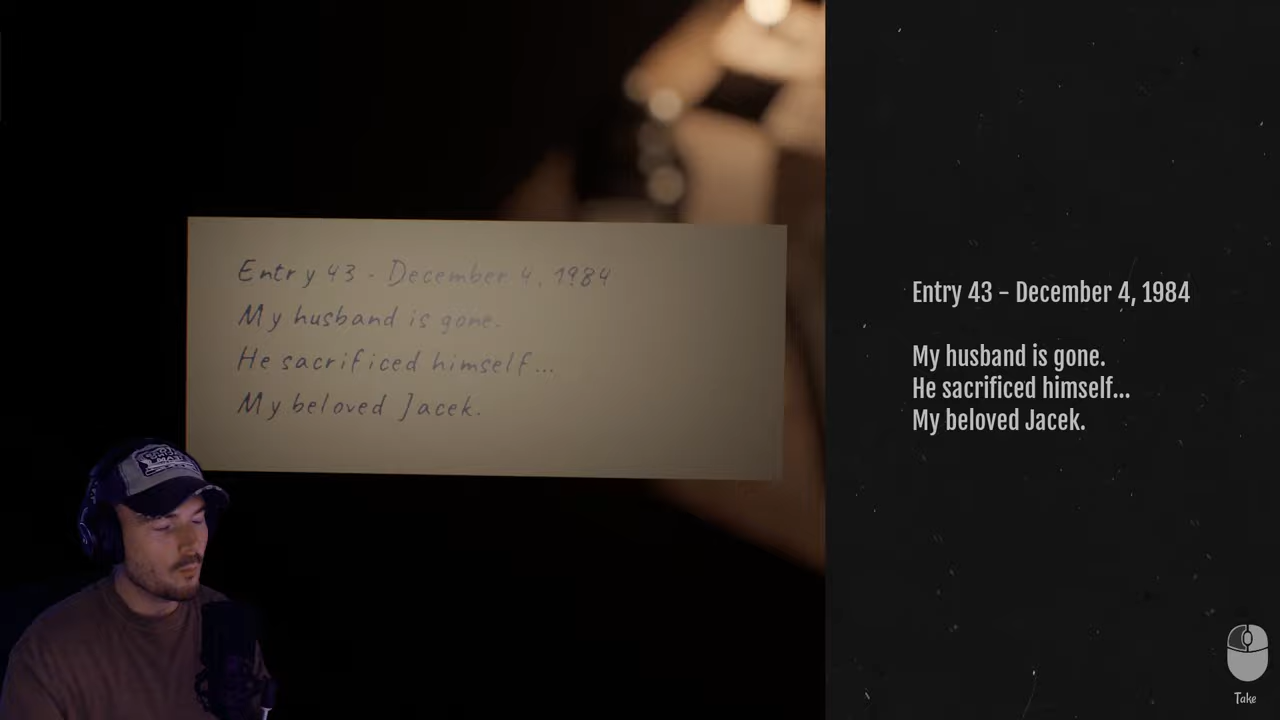 Entry 43 - December 4, 1984
My husband is gone.
He sacrificed himself...
My beloved Jacek.
Entry 43 - December 4, 1984
My husband is gone.
He sacrificed himself...
My beloved Jacek.
Take